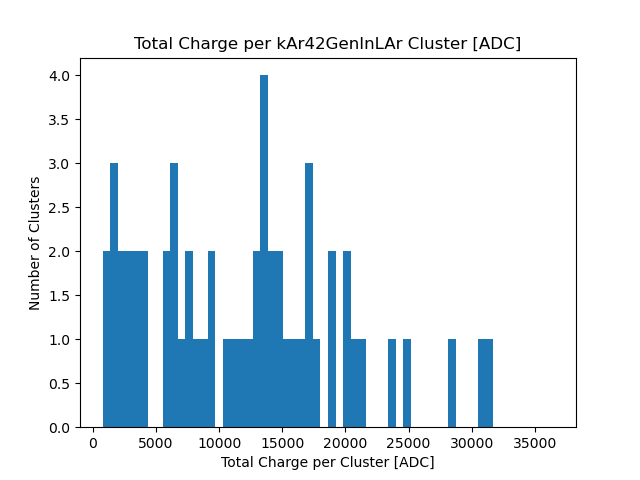 Total Charge per kAr42GenInLAr Cluster [ADC]
4.0
3.5
3.0
2.5
2.0
1.5
1.0
0.5
0.0
Number of Clusters
0 5000 10000 15000 20000 25000 30000 35000
Total Charge per Cluster [ADC]